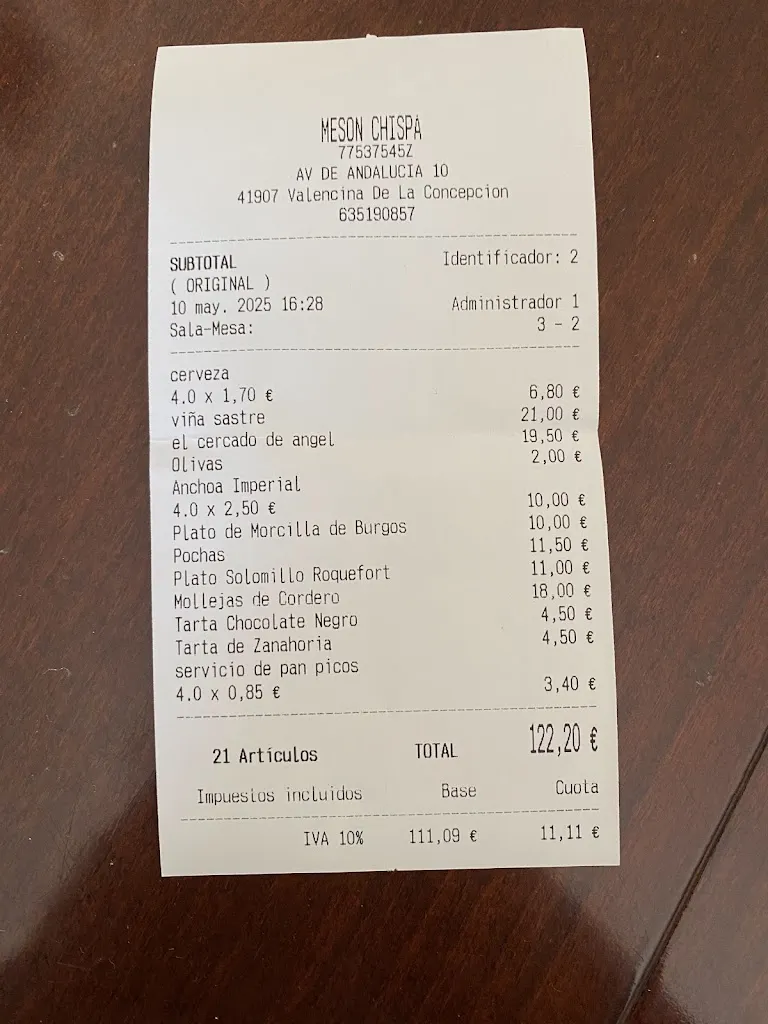 MESON CHISPA
77537545Z
AV DE ANDALUCIA 10
41907 Valencina De La Concepcion
635190857
SUBTOTAL Identificador: 2
( ORIGINAL )
10 may. 2025 16:28 Administrador 1
Sala-Mesa: 3 - 2
cerveza
4.0 x 1,70 € 6,80 €
viña sastre 21,00 €
el cercado de angel 19,50 €
Olivas 2,00 €
Anchoa Imperial
4.0 x 2,50 € 10,00 €
Plato de Morcilla de Burgos 10,00 €
Pochas 11,50 €
Plato Solomillo Roquefort 11,00 €
Mollejas de Cordero 18,00 €
Tarta Chocolate Negro 4,50 €
Tarta de Zanahoria 4,50 €
servicio de pan picos
4.0 x 0,85 € 3,40 €
21 Artículos TOTAL 122,20 €
Impuestos incluidos Base Cuota
IVA 10% 111,09 € 11,11 €